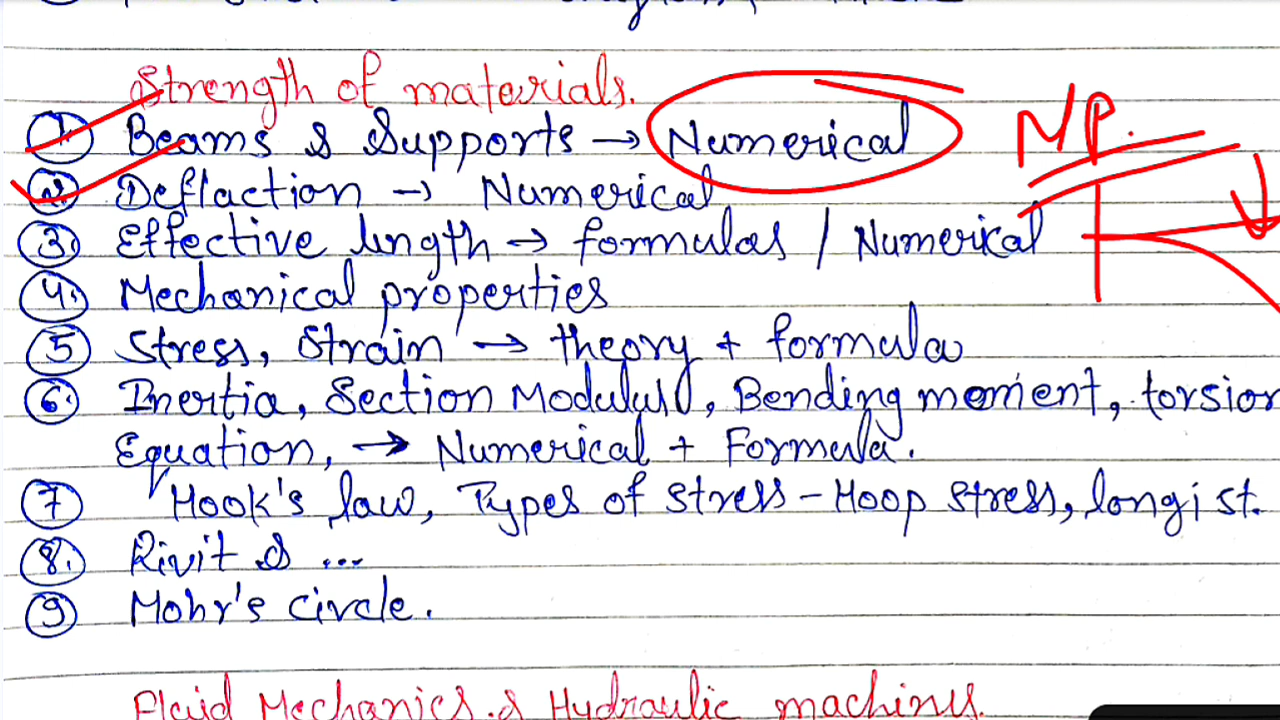 Strength of materials.
① Beams & Supports → Numerical
② Deflaction → Numerical
③ Effective length → formulas / Numerical
④ Mechanical properties
⑤ Stress, Strain → theory + formula
⑥ Inertia, Section Modulus, Bending moment, torsion
Equation, → Numerical + Formula.
⑦ Hook's law, Types of stress - Hoop stress, longi st.
⑧ Rivit & ...
⑨ Mohr's circle.
Fluid Mechanics & Hydraulic machines.